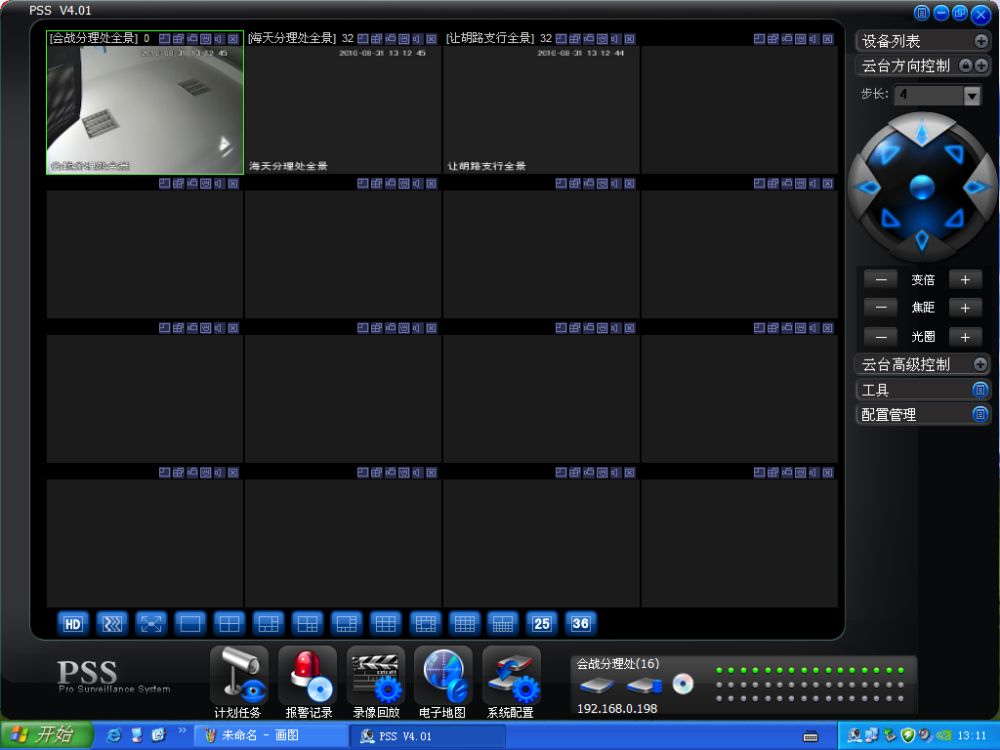 PSS V4.01
[会战分理处全景] 0
[海天分理处全景] 32
[让胡路支行全景] 32
2010-08-31 13 12 45
2010-08-31 13 12 45
2010-08-31 13 12 44
会战分理处全景
海天分理处全景
让胡路支行全景
设备列表
云台方向控制
步长: 4
变倍
焦距
光圈
云台高级控制
工具
配置管理
HD
25
36
PSS
Pro Surveillance System
计划任务
报警记录
录像回放
电子地图
系统配置
会战分理处(16)
192.168.0.198
开始
未命名 - 画图
PSS V4.01
13:11